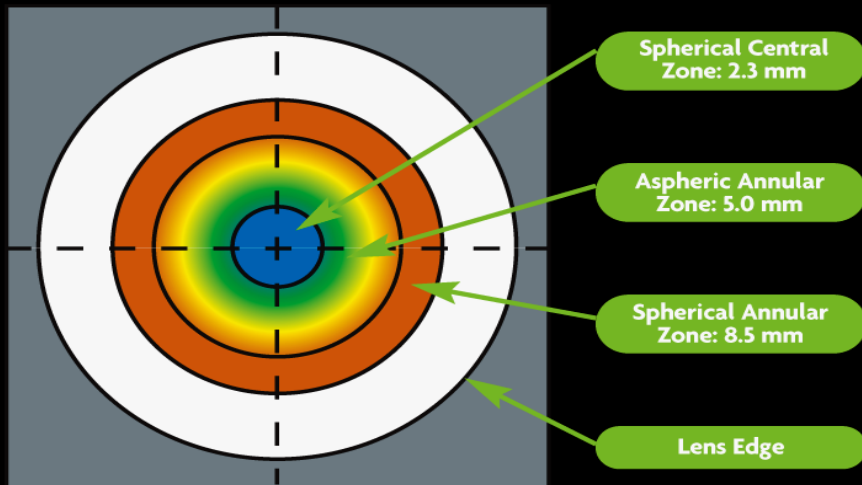 Spherical Central
Zone: 2.3 mm
Aspheric Annular
Zone: 5.0 mm
Spherical Annular
Zone: 8.5 mm
Lens Edge